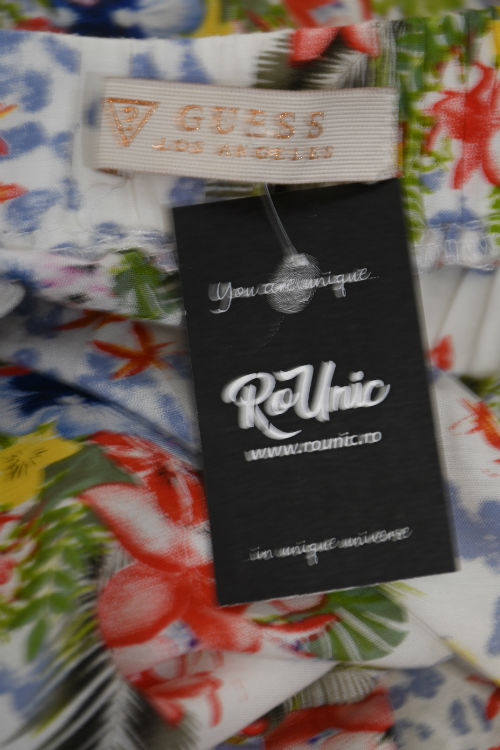 GUESS
LOS ANGELES
You are unique
RoUnic
www.rounic.ro
in unique universe